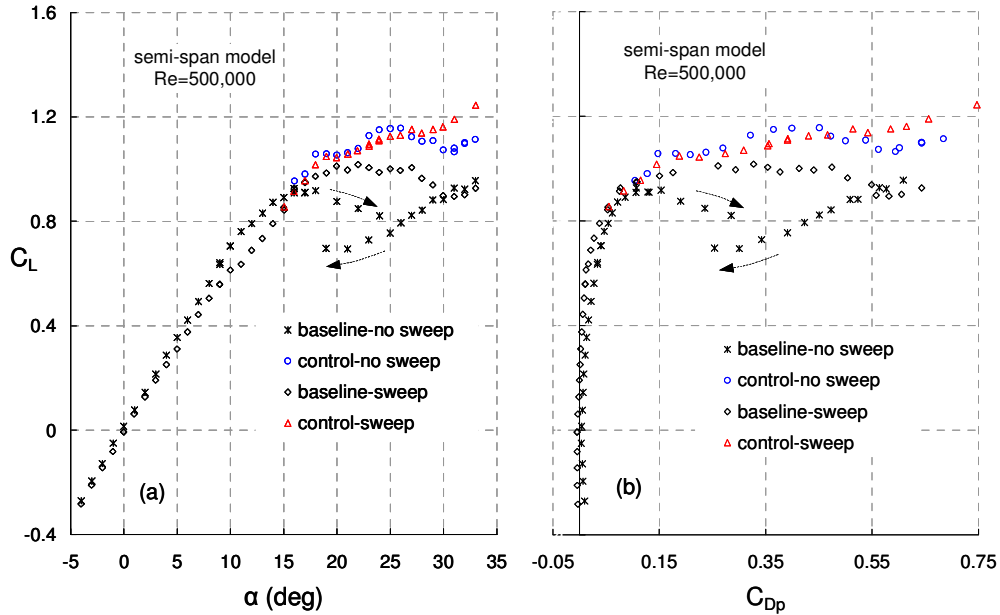 1.6
1.2
0.8
0.4
0
-0.4
C_L
semi-span model
Re=500,000
baseline-no sweep
control-no sweep
baseline-sweep
control-sweep
(a)
-5 0 5 10 15 20 25 30 35
α (deg)
semi-span model
Re=500,000
baseline-no sweep
control-no sweep
baseline-sweep
control-sweep
(b)
-0.05 0.15 0.35 0.55 0.75
C_Dp